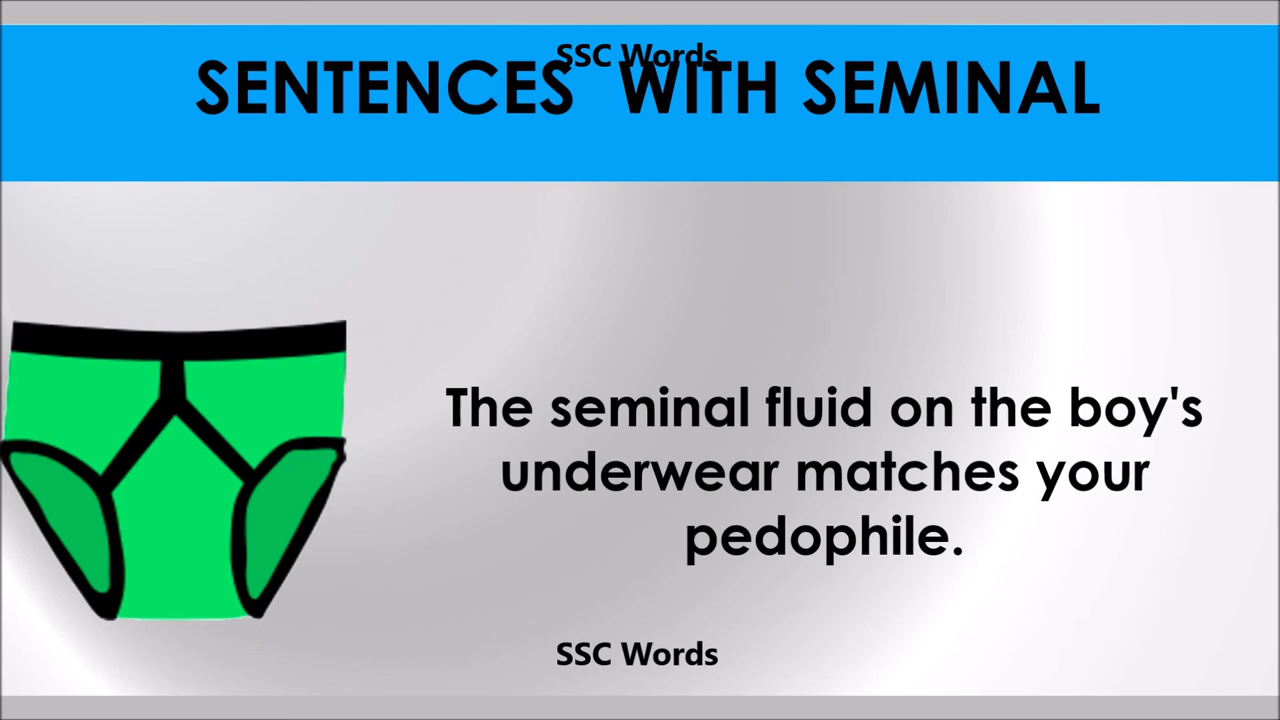 SSC Words
SENTENCES WITH SEMINAL
The seminal fluid on the boy's
underwear matches your
pedophile.
SSC Words